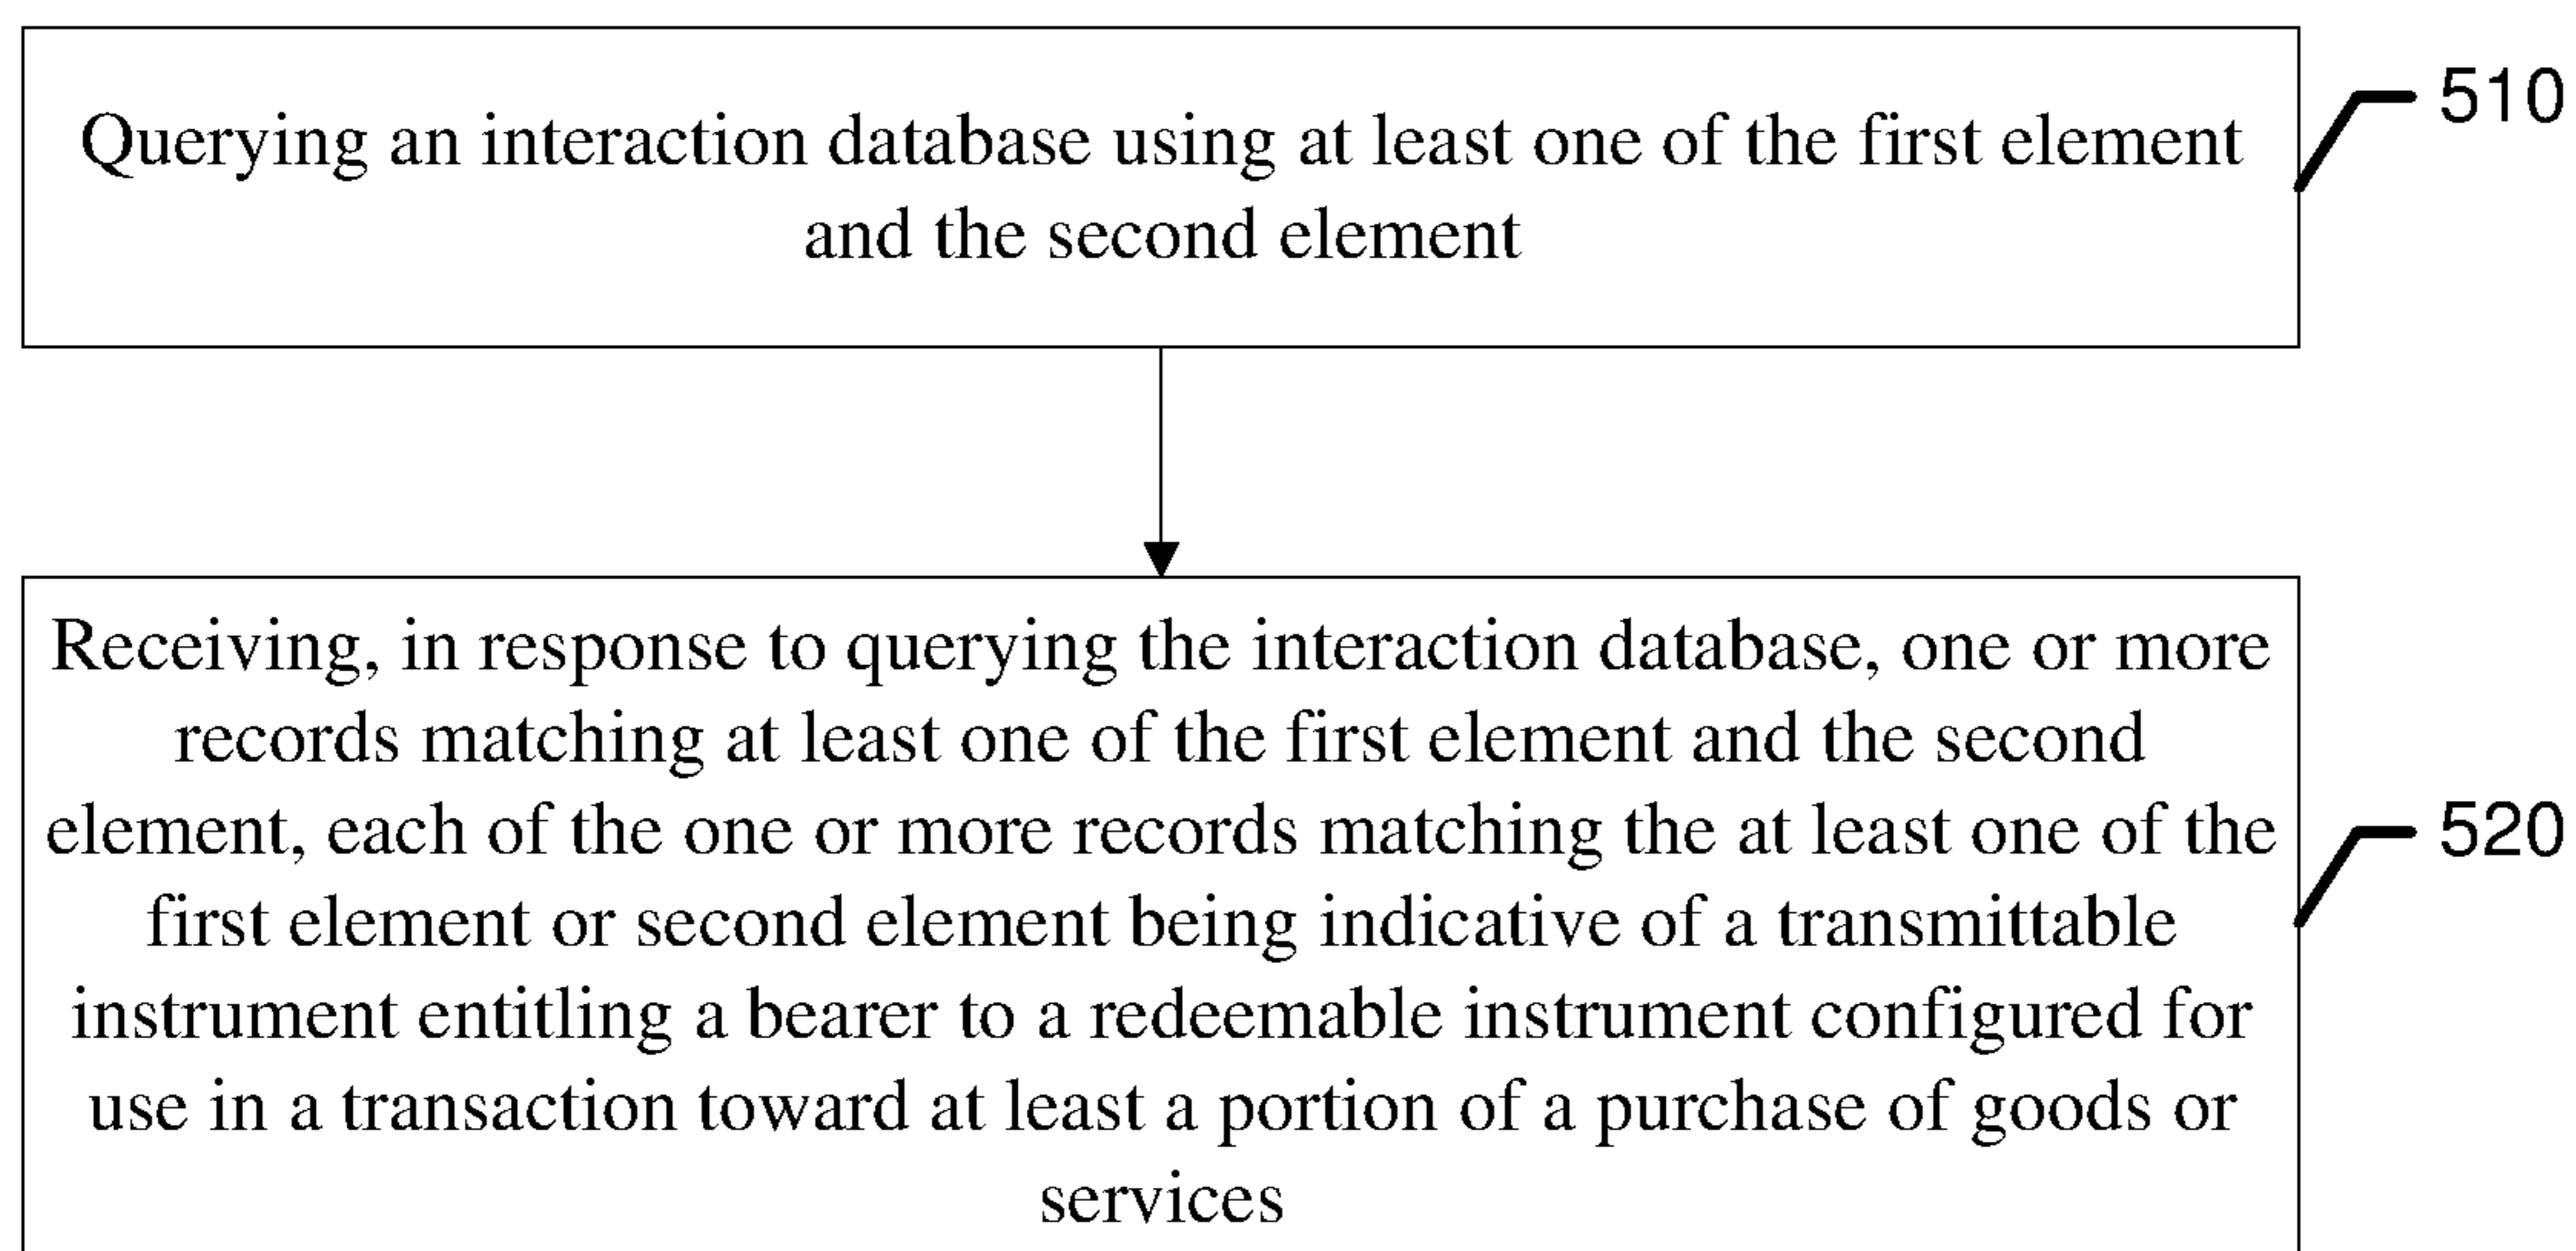 Querying an interaction database using at least one of the first element
and the second element
510
Receiving, in response to querying the interaction database, one or more
records matching at least one of the first element and the second
element, each of the one or more records matching the at least one of the
first element or second element being indicative of a transmittable
instrument entitling a bearer to a redeemable instrument configured for
use in a transaction toward at least a portion of a purchase of goods or
services
520